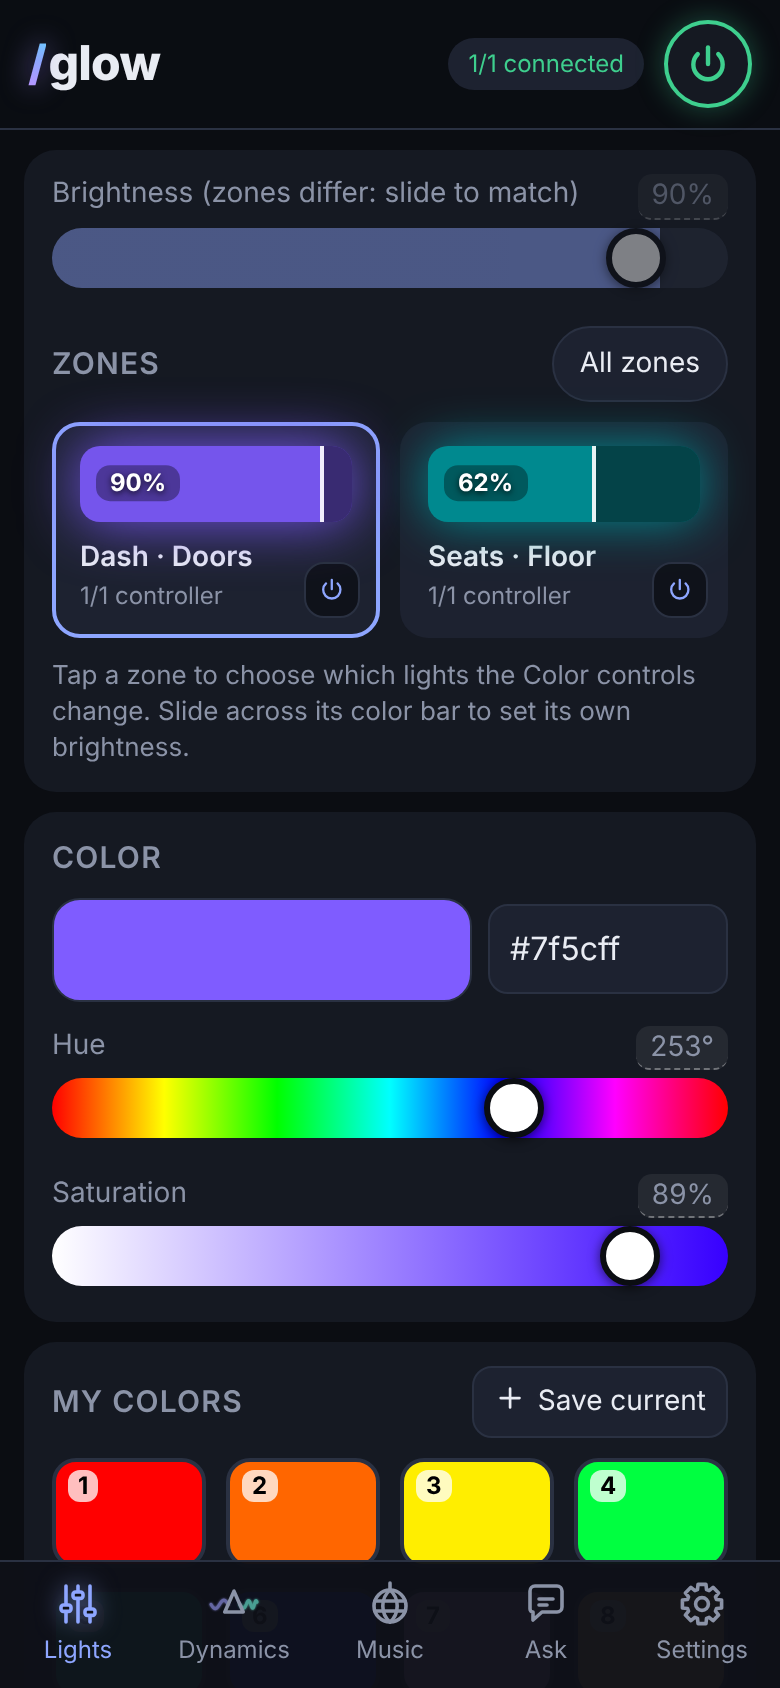 /glow
1/1 connected
Brightness (zones differ: slide to match)
90%
ZONES
All zones
90%
62%
Dash · Doors
Seats · Floor
1/1 controller
1/1 controller
Tap a zone to choose which lights the Color controls
change. Slide across its color bar to set its own
brightness.
COLOR
#7f5cff
Hue
253°
Saturation
89%
MY COLORS
+ Save current
1
2
3
4
6
7
8
Lights
Dynamics
Music
Ask
Settings